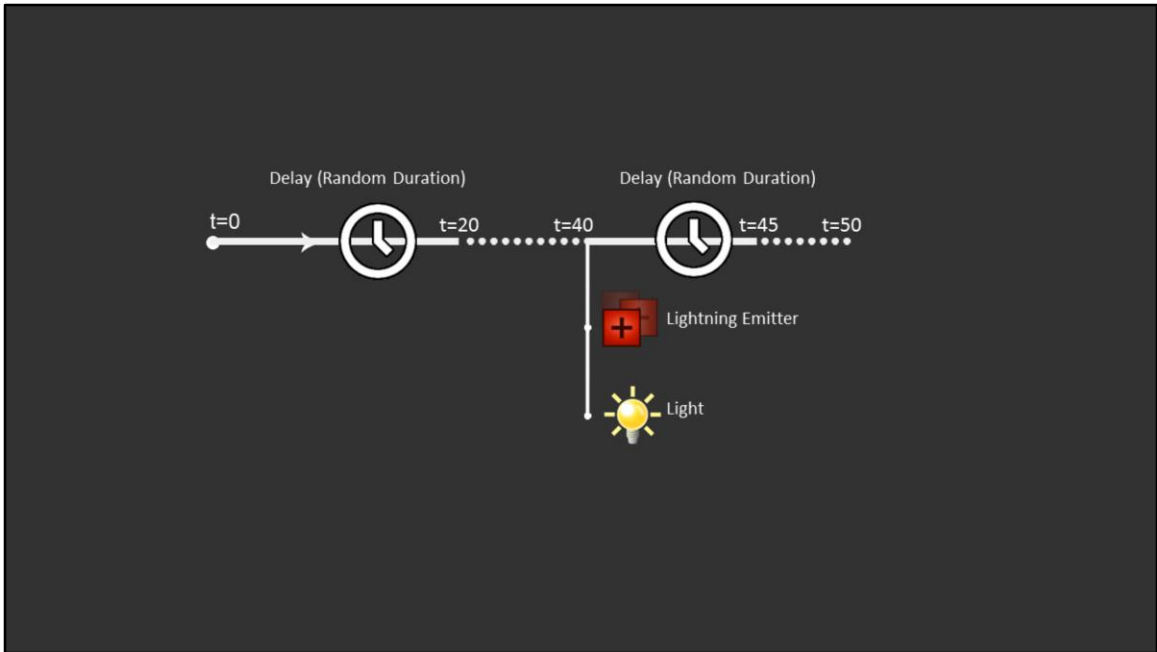 Delay (Random Duration)
Delay (Random Duration)
t=0
t=20
t=40
t=45
t=50
Lightning Emitter
Light